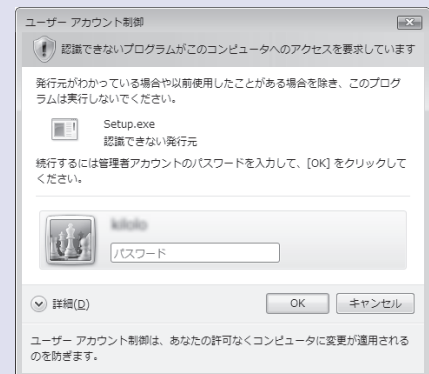 ユーザー アカウント制御
認識できないプログラムがこのコンピュータへのアクセスを要求しています
発行元がわかっている場合や以前使用したことがある場合を除き、このプログ
ラムは実行しないでください。
Setup.exe
認識できない発行元
続行するには管理者アカウントのパスワードを入力して、[OK] をクリックして
ください。
パスワード
詳細(D)
OK
キャンセル
ユーザー アカウント制御は、あなたの許可なくコンピュータに変更が適用される
のを防ぎます。